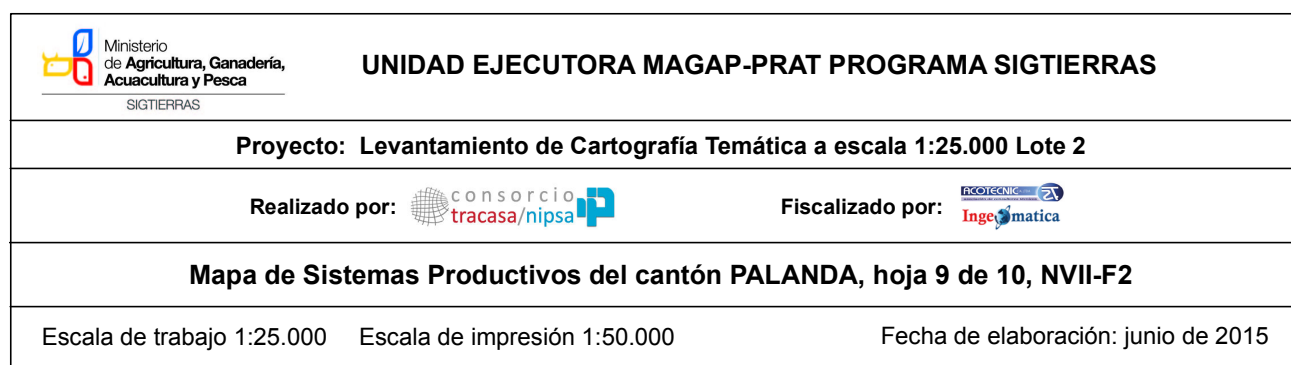 Ministerio
de Agricultura, Ganadería,
Acuacultura y Pesca
SIGTIERRAS
UNIDAD EJECUTORA MAGAP-PRAT PROGRAMA SIGTIERRAS
Proyecto: Levantamiento de Cartografía Temática a escala 1:25.000 Lote 2
Realizado por: consorcio
tracasa/nipsa
Fiscalizado por: ACOTECNIC
Ingeomatica
Mapa de Sistemas Productivos del cantón PALANDA, hoja 9 de 10, NVII-F2
Escala de trabajo 1:25.000 Escala de impresión 1:50.000 Fecha de elaboración: junio de 2015